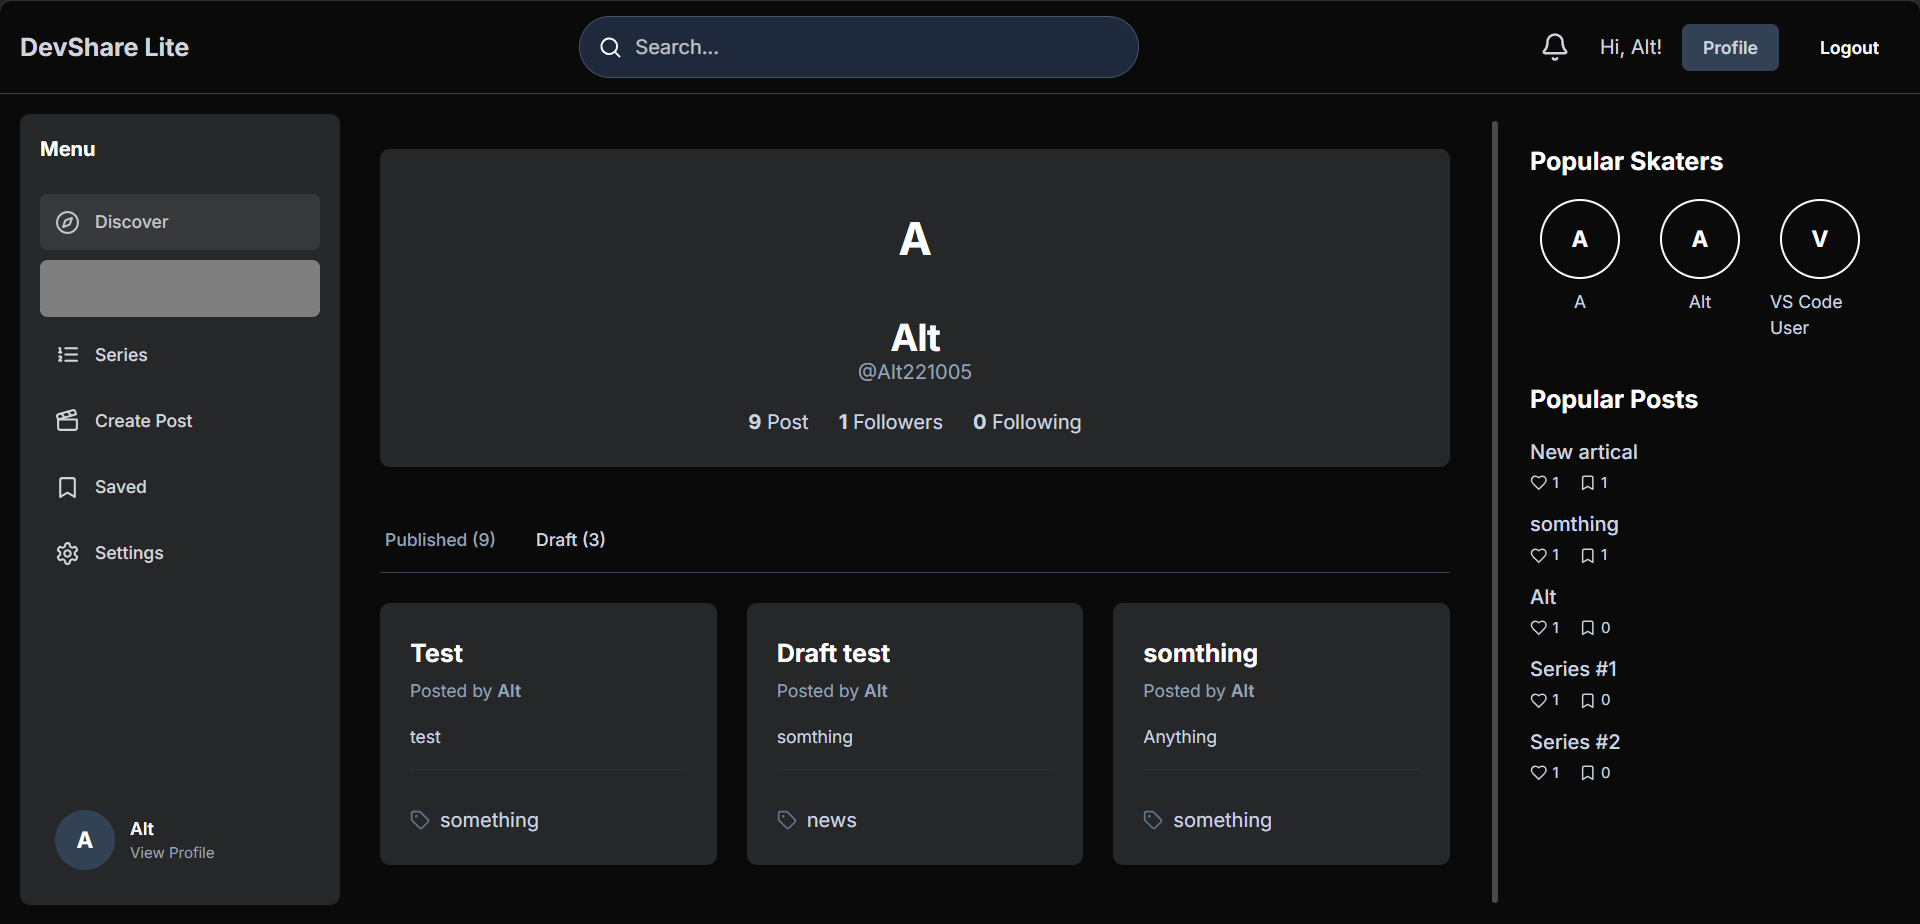 DevShare Lite
Search...
Hi, Alt!
Profile
Logout
Menu
Discover
Series
Create Post
Saved
Settings
A
Alt
View Profile
A
Alt
@Alt221005
9 Post 1 Followers 0 Following
Published (9) Draft (3)
Test
Posted by Alt
test
something
Draft test
Posted by Alt
somthing
news
somthing
Posted by Alt
Anything
something
Popular Skaters
A A V
A Alt VS Code
User
Popular Posts
New artical
1 1
somthing
1 1
Alt
1 0
Series #1
1 0
Series #2
1 0